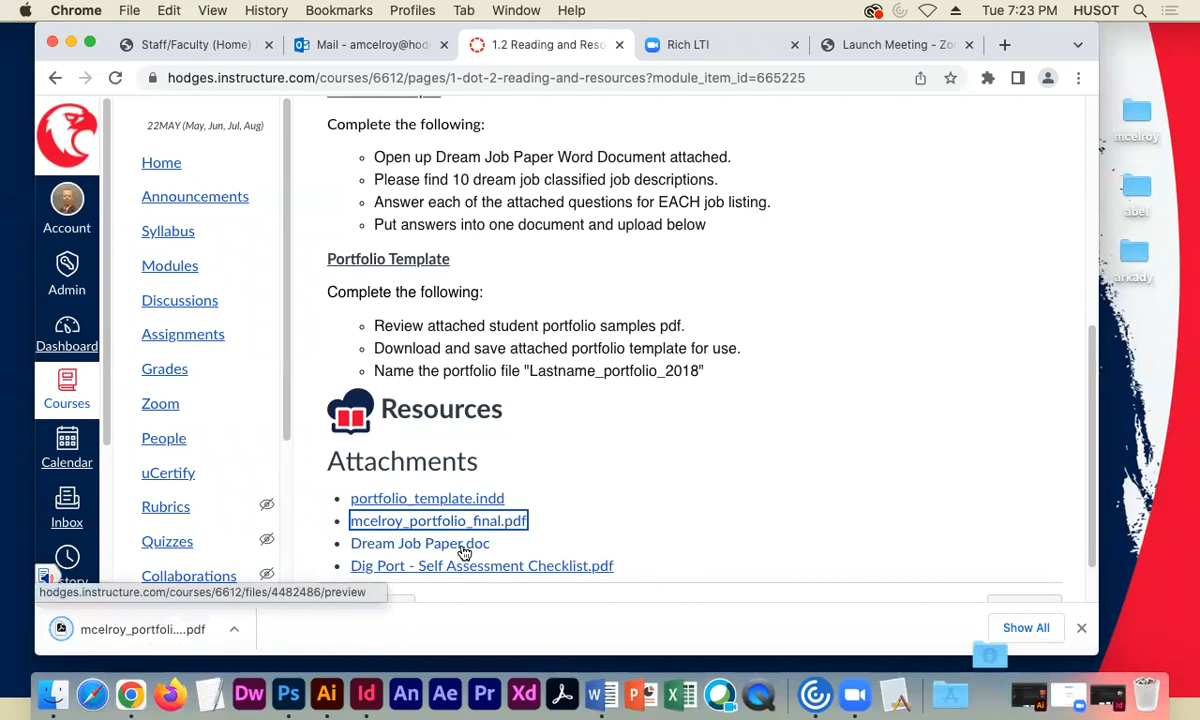 Chrome File Edit View History Bookmarks Profiles Tab Window Help Tue 7:23 PM HUSOT
Staff/Faculty (Home) Mail - amcelroy@hod 1.2 Reading and Reso Rich LTI Launch Meeting - Zo
hodges.instructure.com/courses/6612/pages/1-dot-2-reading-and-resources?module_item_id=665225
Account
Admin
Dashboard
Courses
Calendar
Inbox
22MAY (May, Jun, Jul, Aug)
Home
Announcements
Syllabus
Modules
Discussions
Assignments
Grades
Zoom
People
uCertify
Rubrics
Quizzes
Collaborations
Complete the following:
Open up Dream Job Paper Word Document attached.
Please find 10 dream job classified job descriptions.
Answer each of the attached questions for EACH job listing.
Put answers into one document and upload below
Portfolio Template
Complete the following:
Review attached student portfolio samples pdf.
Download and save attached portfolio template for use.
Name the portfolio file "Lastname_portfolio_2018"
Resources
Attachments
portfolio_template.indd
mcelroy_portfolio_final.pdf
Dream Job Paper.doc
Dig Port - Self Assessment Checklist.pdf
hodges.instructure.com/courses/6612/files/4482486/preview
mcelroy_portfoli....pdf
Show All
mcelroy
abel
arkady
Dw Ps Ai Id An Ae Pr Xd